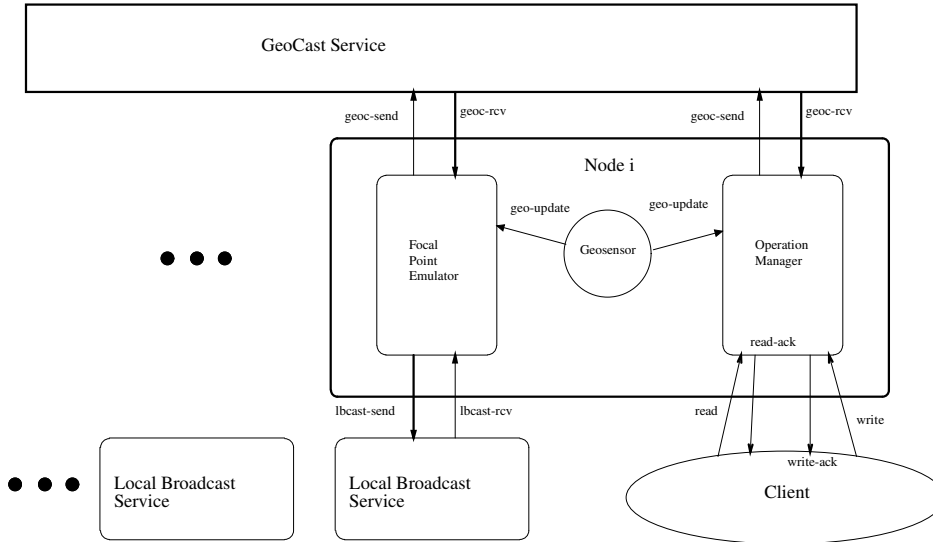 GeoCast Service
geoc-send
geoc-rcv
geoc-send
geoc-rcv
Node i
geo-update
geo-update
Focal
Point
Emulator
Geosensor
Operation
Manager
read-ack
lbcast-send
lbcast-rcv
read
write
write-ack
Local Broadcast
Service
Local Broadcast
Service
Client